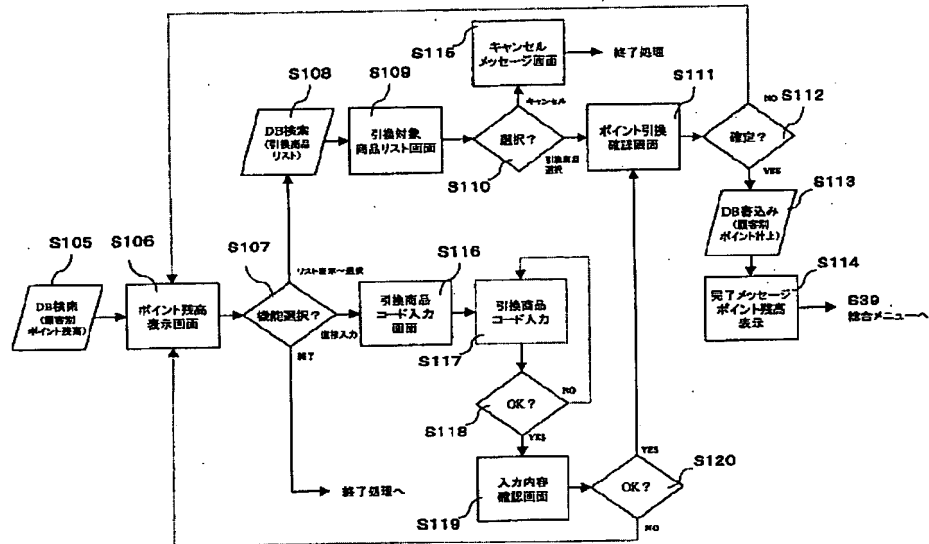 S115
キャンセル
メッセージ画面
終了処理
S108
S109
S111
キャンセル
NO
S112
DB検索
(引換商品
リスト)
引換対象
商品リスト画面
選択?
ポイント引換
確認画面
確定?
S110
引換商品
選択
YES
S113
DB書込み
(顧客別
ポイント計上)
S105
S106
S107
リスト表示~選択
S116
S114
DB検索
(顧客別
ポイント残高)
ポイント残高
表示画面
機能選択?
引換商品
コード入力
画面
引換商品
コード入力
完了メッセージ
ポイント残高
表示
S39
総合メニューへ
直接入力
終了
S117
OK?
NO
S118
YES
YES
S120
終了処理へ
入力内容
確認画面
OK?
S119
NO